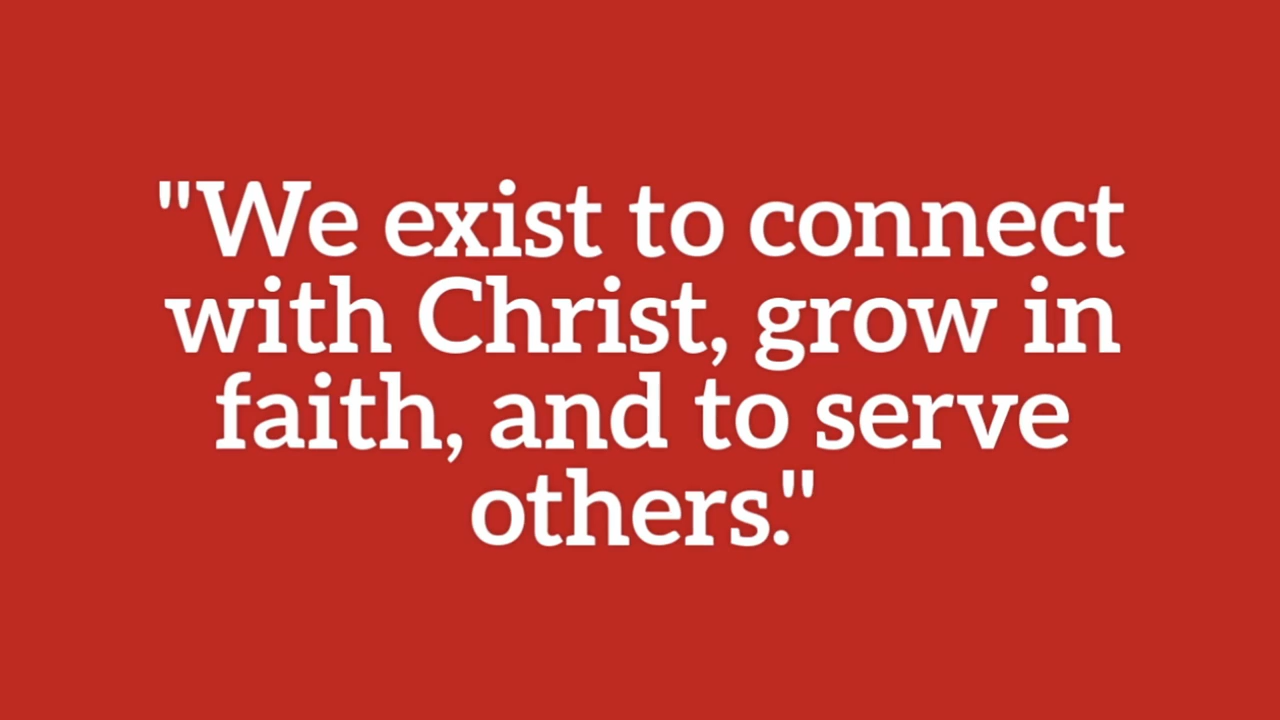 "We exist to connect
with Christ, grow in
faith, and to serve
others."